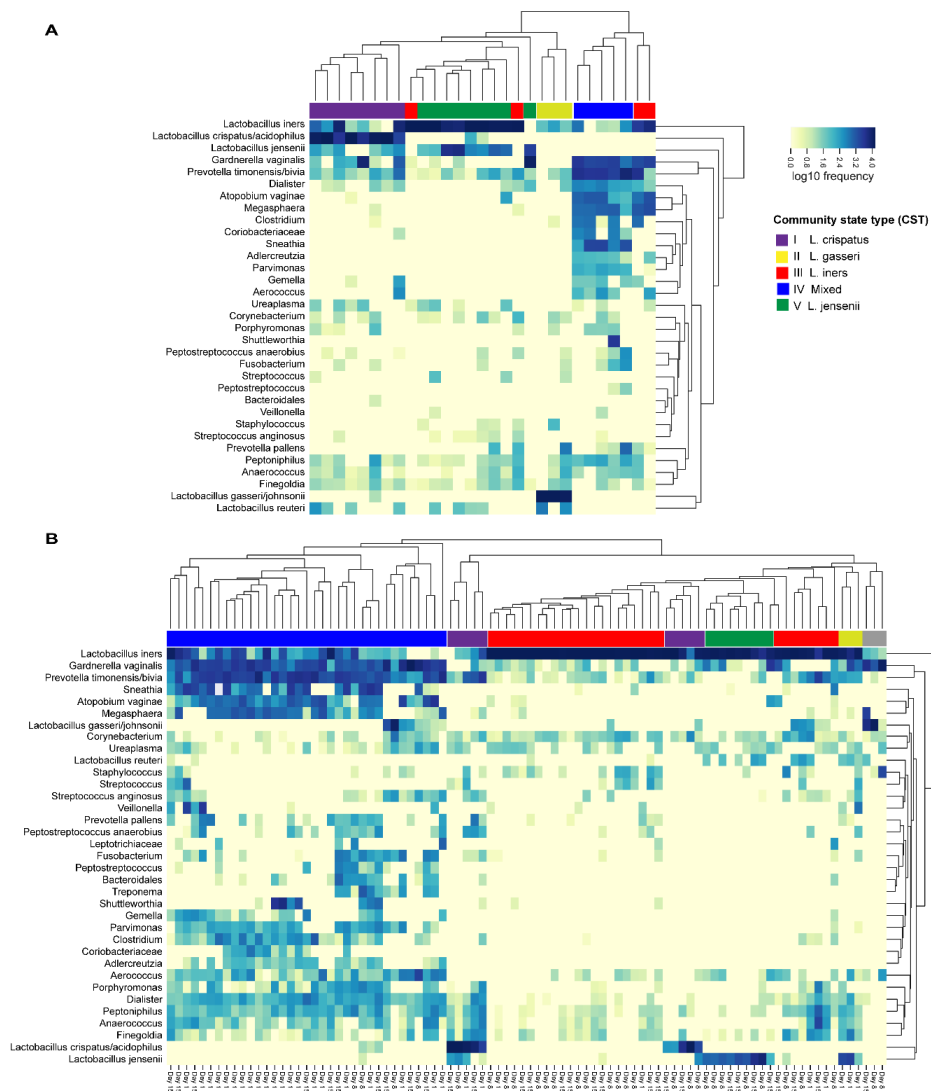 A
Lactobacillus iners
Lactobacillus crispatus/acidophilus
Lactobacillus jensenii
Gardnerella vaginalis
Prevotella timonensis/bivia
Dialister
Atopobium vaginae
Megasphaera
Clostridium
Coriobacteriaceae
Sneathia
Adlercreutzia
Parvimonas
Gemella
Aerococcus
Ureaplasma
Corynebacterium
Porphyromonas
Shuttleworthia
Peptostreptococcus anaerobius
Fusobacterium
Streptococcus
Peptostreptococcus
Bacteroidales
Veillonella
Staphylococcus
Streptococcus anginosus
Prevotella pallens
Peptoniphilus
Anaerococcus
Finegoldia
Lactobacillus gasseri/johnsonii
Lactobacillus reuteri
0.0 0.8 1.6 2.4 3.2 4.0
log10 frequency
Community state type (CST)
I L. crispatus
II L. gasseri
III L. iners
IV Mixed
V L. jensenii
B
Lactobacillus iners
Gardnerella vaginalis
Prevotella timonensis/bivia
Sneathia
Atopobium vaginae
Megasphaera
Lactobacillus gasseri/johnsonii
Corynebacterium
Ureaplasma
Lactobacillus reuteri
Staphylococcus
Streptococcus
Streptococcus anginosus
Veillonella
Prevotella pallens
Peptostreptococcus anaerobius
Leptotrichiaceae
Fusobacterium
Peptostreptococcus
Bacteroidales
Treponema
Shuttleworthia
Gemella
Parvimonas
Clostridium
Coriobacteriaceae
Adlercreutzia
Aerococcus
Porphyromonas
Dialister
Peptoniphilus
Anaerococcus
Finegoldia
Lactobacillus crispatus/acidophilus
Lactobacillus jensenii